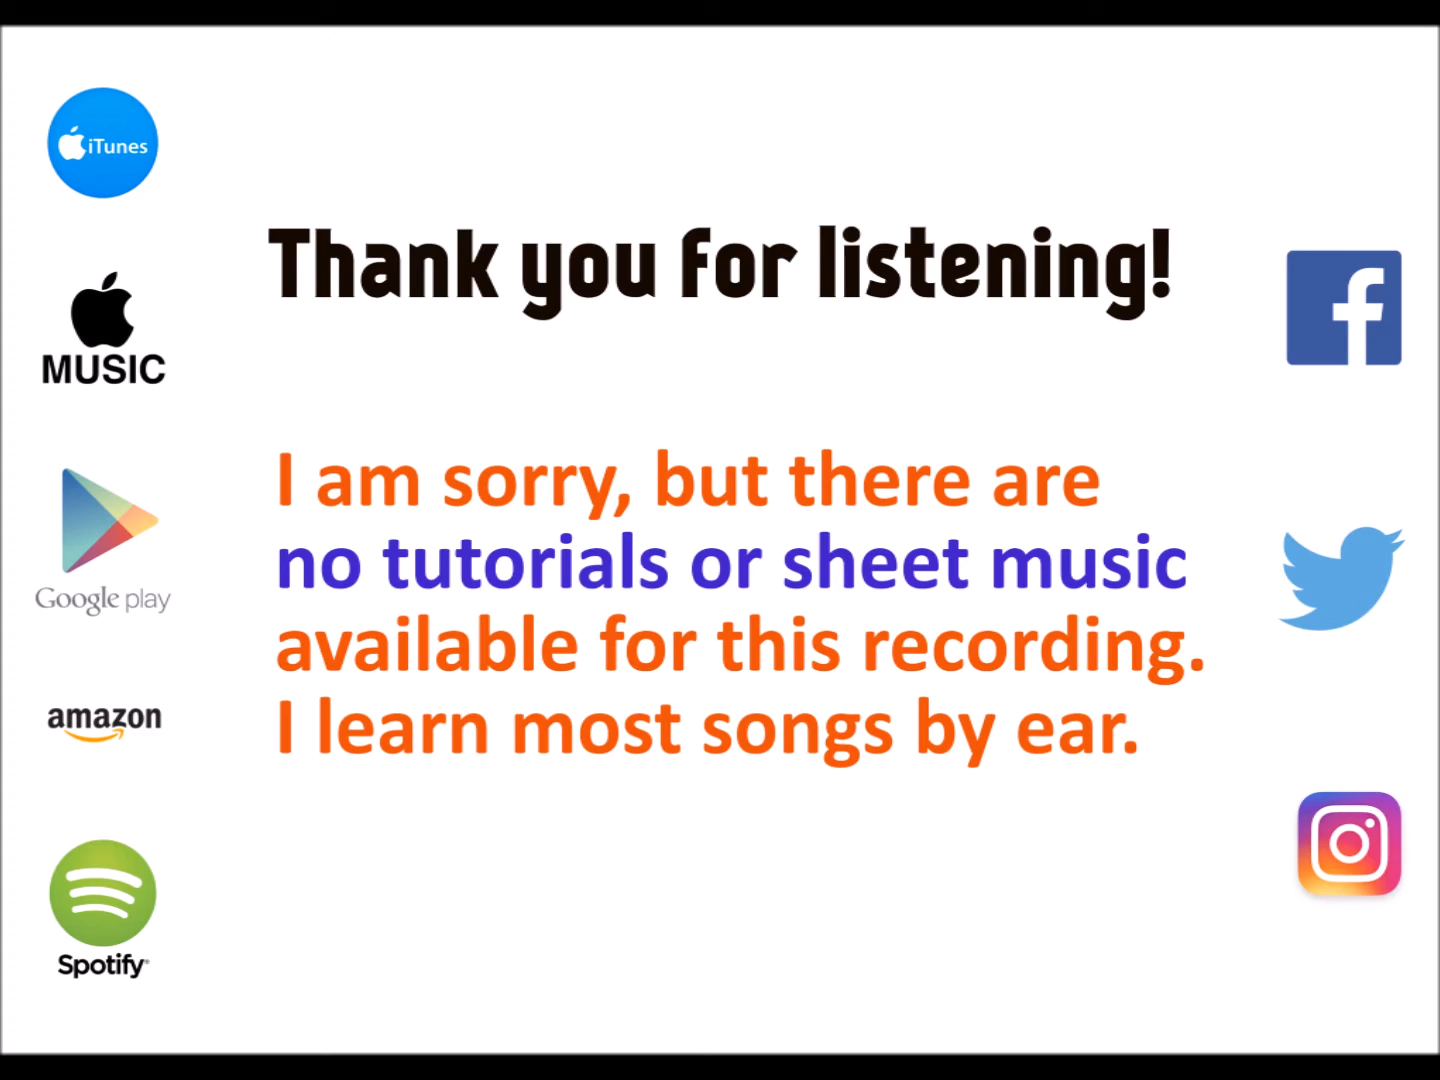 iTunes
Thank you for listening!
MUSIC
I am sorry, but there are
no tutorials or sheet music
available for this recording.
I learn most songs by ear.
Google play
amazon
Spotify